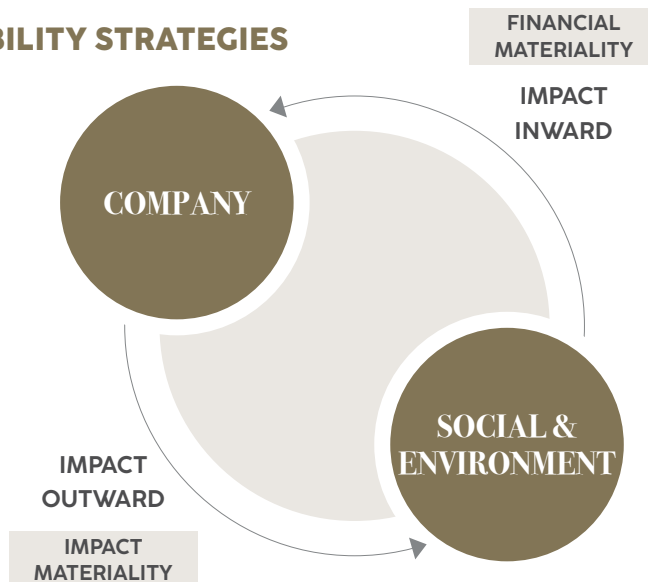 BILITY STRATEGIES
FINANCIAL
MATERIALITY
IMPACT
INWARD
COMPANY
SOCIAL &
ENVIRONMENT
IMPACT
OUTWARD
IMPACT
MATERIALITY